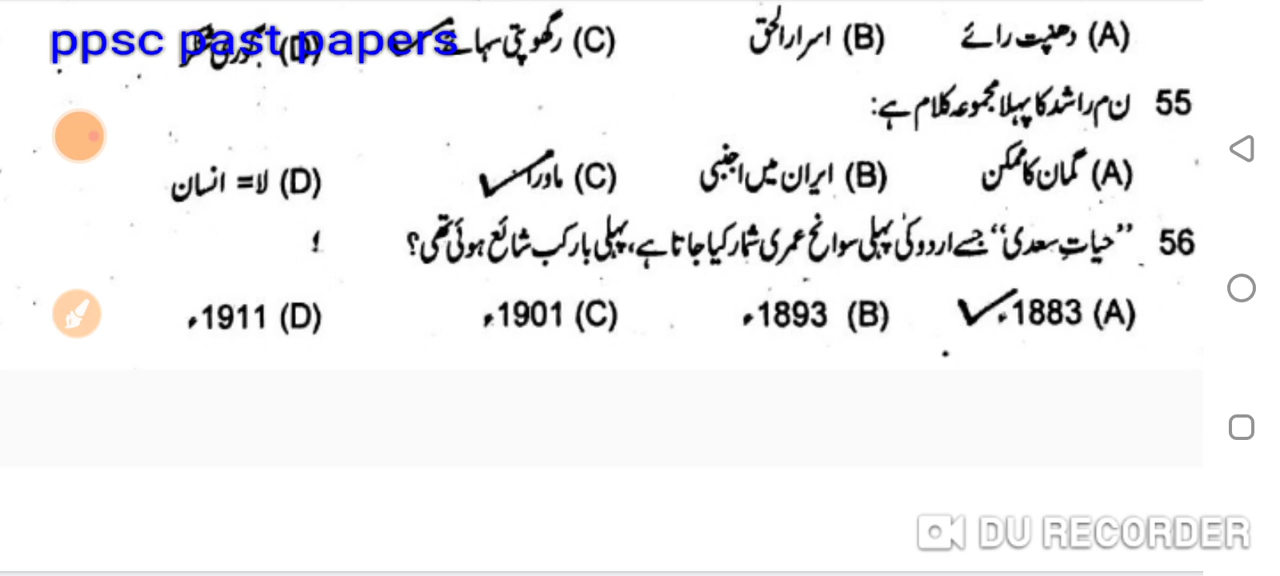 ppsc past papers
(A) دھنپت رائے (B) اسرارالحق (C) رگھوپتی سہائے (D)
55 ن م راشد کا پہلا مجموعہ کلام ہے:
(A) گمان کا ممکن (B) ایران میں اجنبی (C) ماورا (D) لا= انسان
56 ”حیاتِ سعدی“ جسے اردو کی پہلی سوانح عمری شمار کیا جاتا ہے، پہلی بار کب شائع ہوئی تھی؟
(A) 1883ء (B) 1893ء (C) 1901ء (D) 1911ء
DU RECORDER